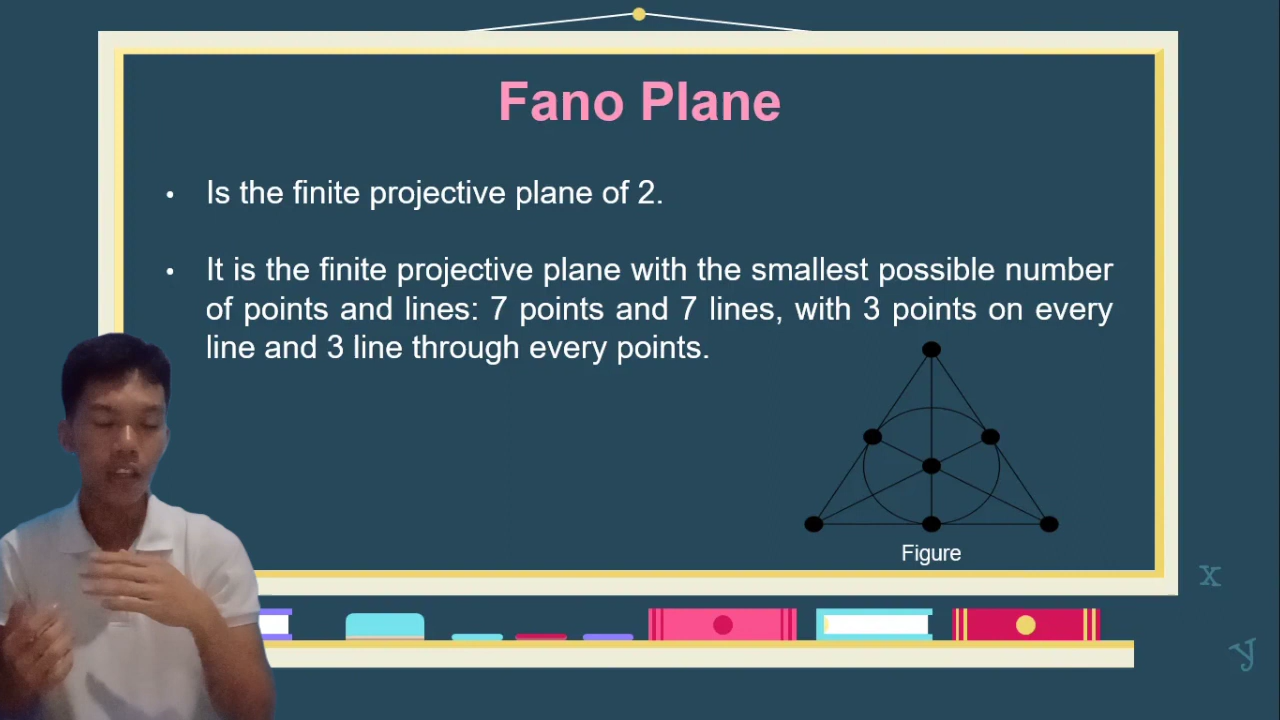 Fano Plane
• Is the finite projective plane of 2.
• It is the finite projective plane with the smallest possible number
of points and lines: 7 points and 7 lines, with 3 points on every
line and 3 line through every points.
Figure
x
y